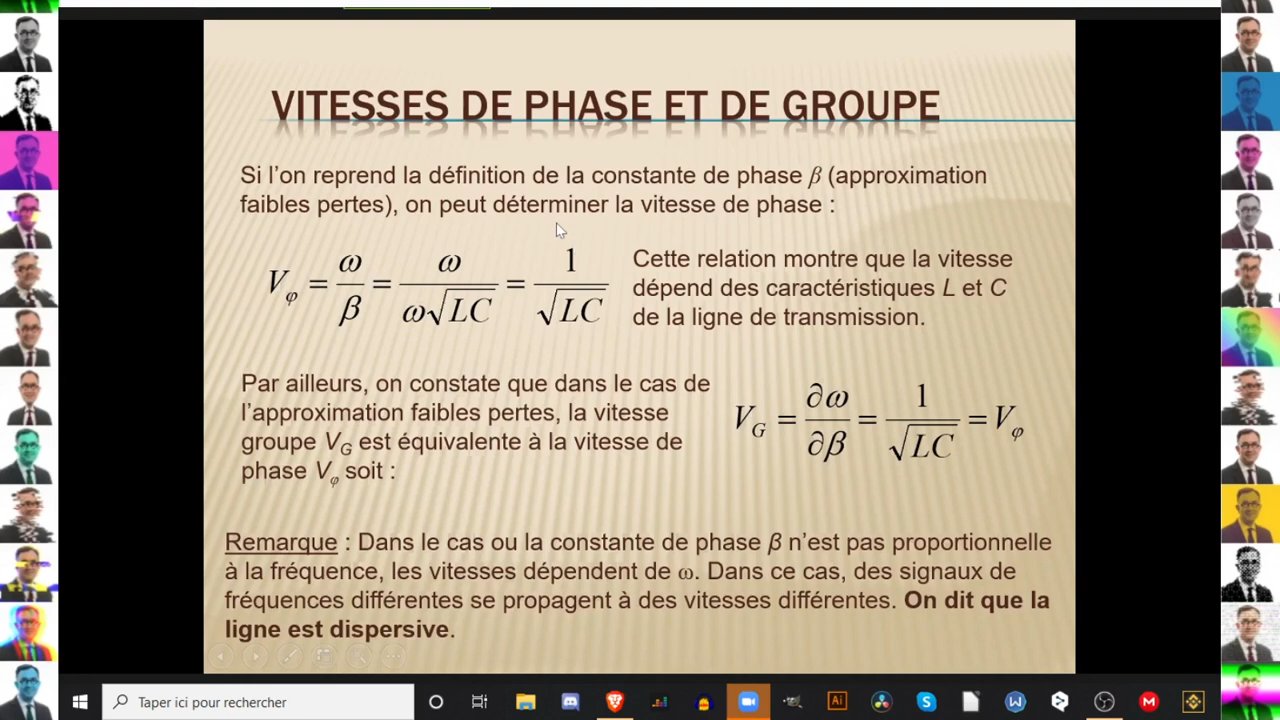 VITESSES DE PHASE ET DE GROUPE
Si l’on reprend la définition de la constante de phase β (approximation
faibles pertes), on peut déterminer la vitesse de phase :
V_φ = ω/β = ω/(ω√LC) = 1/√LC
Cette relation montre que la vitesse
dépend des caractéristiques L et C
de la ligne de transmission.
Par ailleurs, on constate que dans le cas de
l’approximation faibles pertes, la vitesse
groupe V_G est équivalente à la vitesse de
phase V_φ soit :
V_G = ∂ω/∂β = 1/√LC = V_φ
Remarque : Dans le cas ou la constante de phase β n’est pas proportionnelle
à la fréquence, les vitesses dépendent de ω. Dans ce cas, des signaux de
fréquences différentes se propagent à des vitesses différentes. On dit que la
ligne est dispersive.
Taper ici pour rechercher